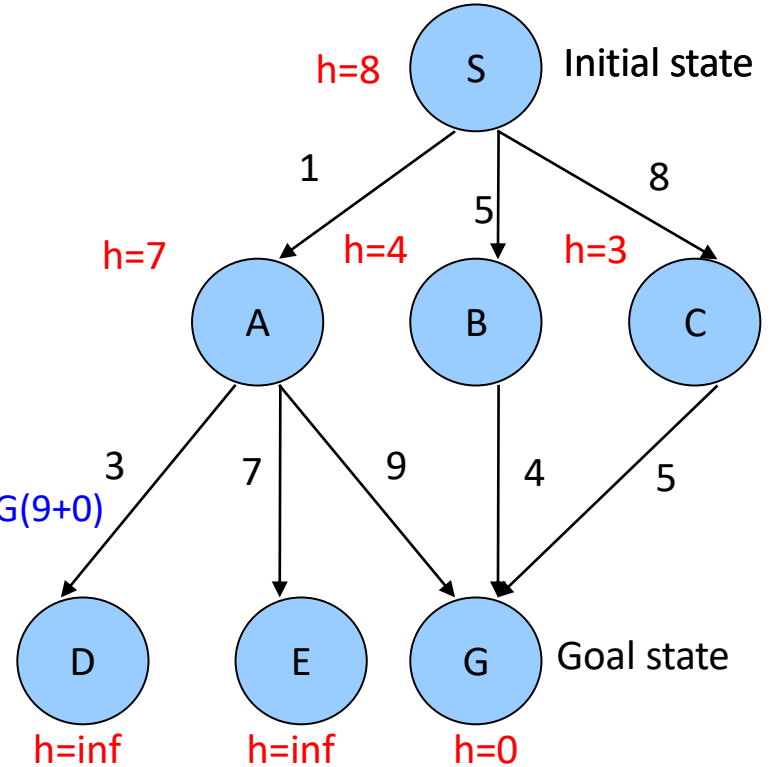 h=8
S
Initial state
1
5
8
h=7
h=4
h=3
A
B
C
3
7
9
4
5
G(9+0)
D
E
G
Goal state
h=inf
h=inf
h=0